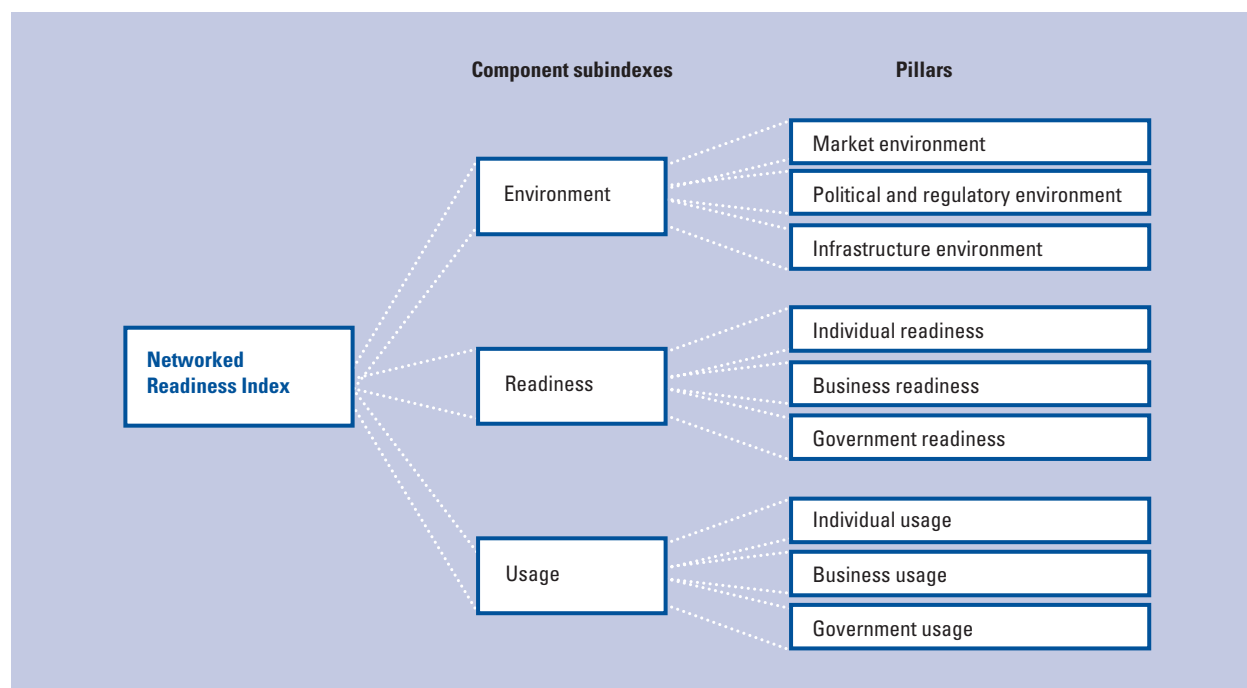 Component subindexes
Pillars
Networked
Readiness Index
Environment
Market environment
Political and regulatory environment
Infrastructure environment
Readiness
Individual readiness
Business readiness
Government readiness
Usage
Individual usage
Business usage
Government usage